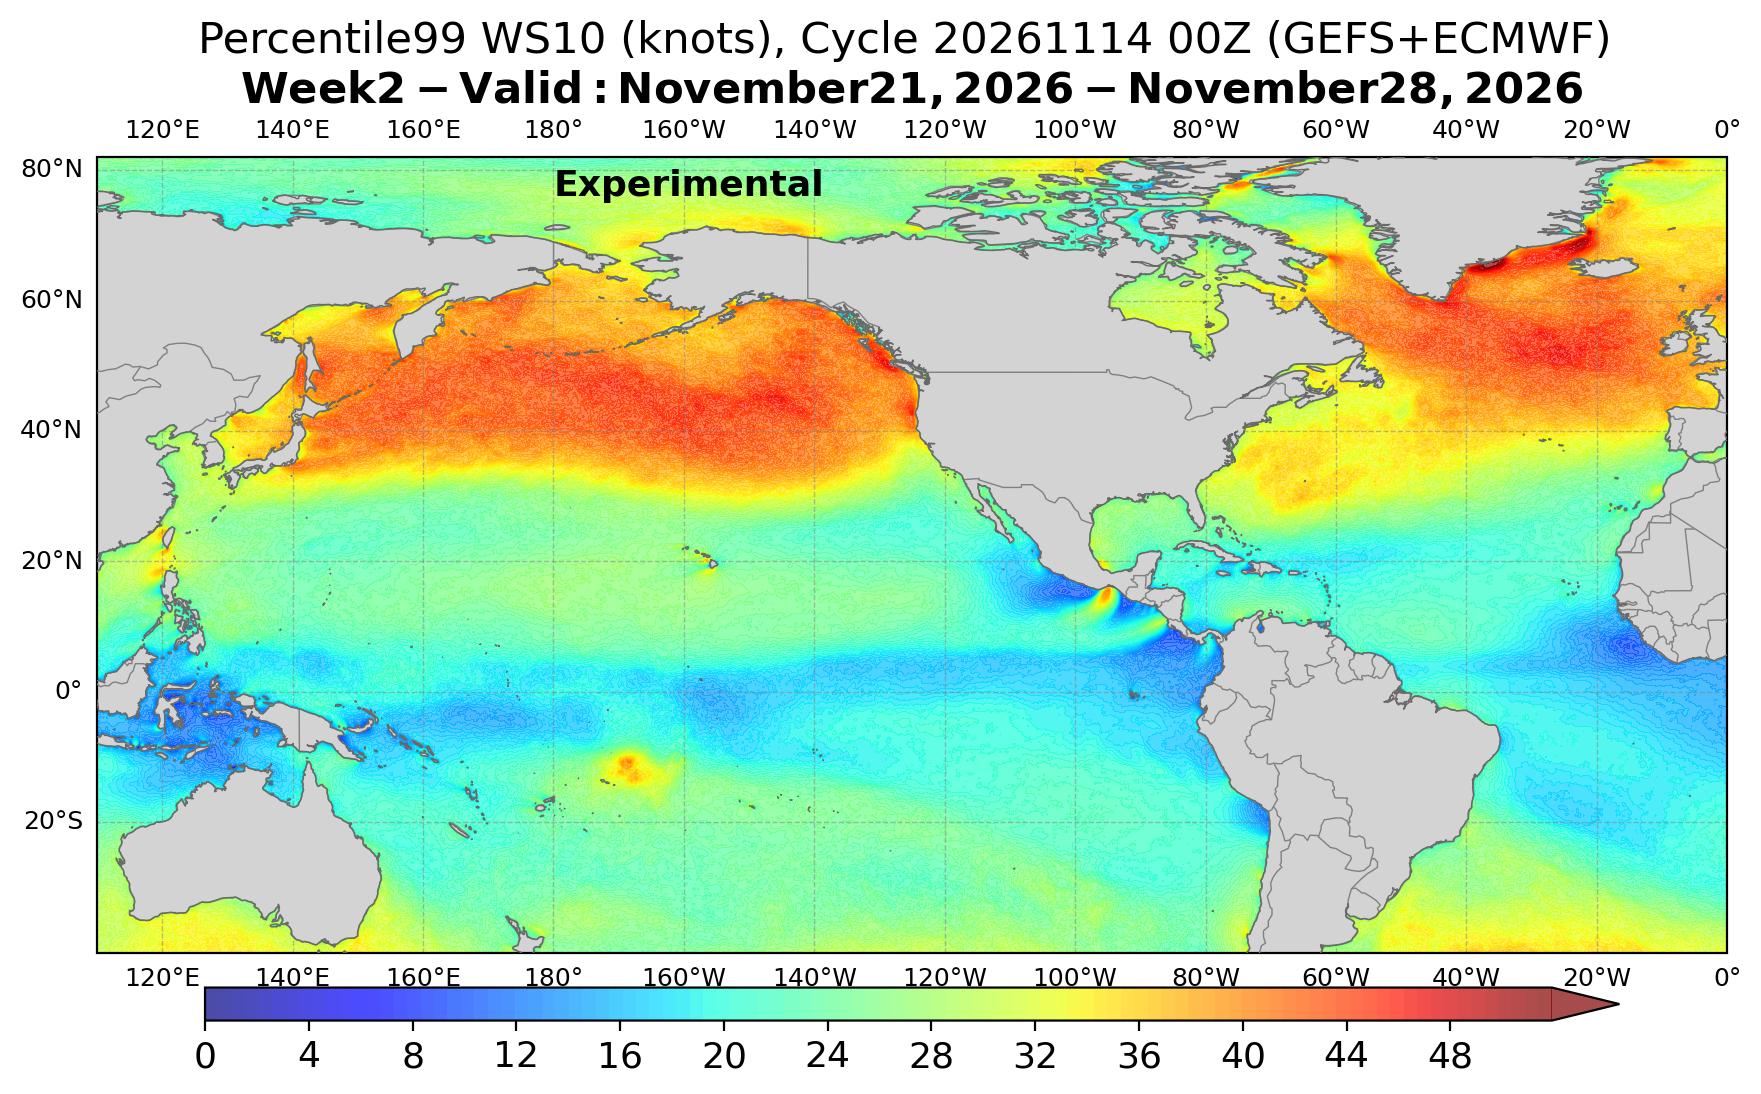 Percentile99 WS10 (knots), Cycle 20261114 00Z (GEFS+ECMWF)
Week2 − Valid : November21, 2026 − November28, 2026
120°E 140°E 160°E 180° 160°W 140°W 120°W 100°W 80°W 60°W 40°W 20°W 0°
80°N
Experimental
60°N
40°N
20°N
0°
20°S
120°E 140°E 160°E 180° 160°W 140°W 120°W 100°W 80°W 60°W 40°W 20°W 0°
0 4 8 12 16 20 24 28 32 36 40 44 48